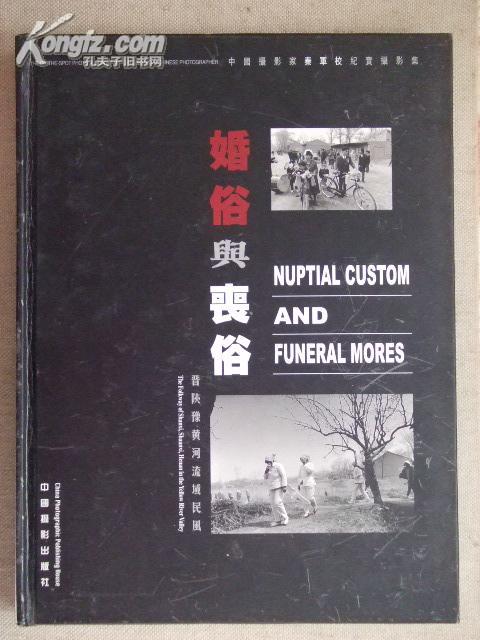 Kongfz.com
孔夫子旧书网
中國攝影家秦軍校紀實攝影集
婚俗與喪俗
NUPTIAL CUSTOM
AND
FUNERAL MORES
晋陝豫黄河流域民風
The Folkway of Shanxi, Shaanxi, Henan in the Yellow River Valley
China Photographic Publishing House
中國攝影出版社